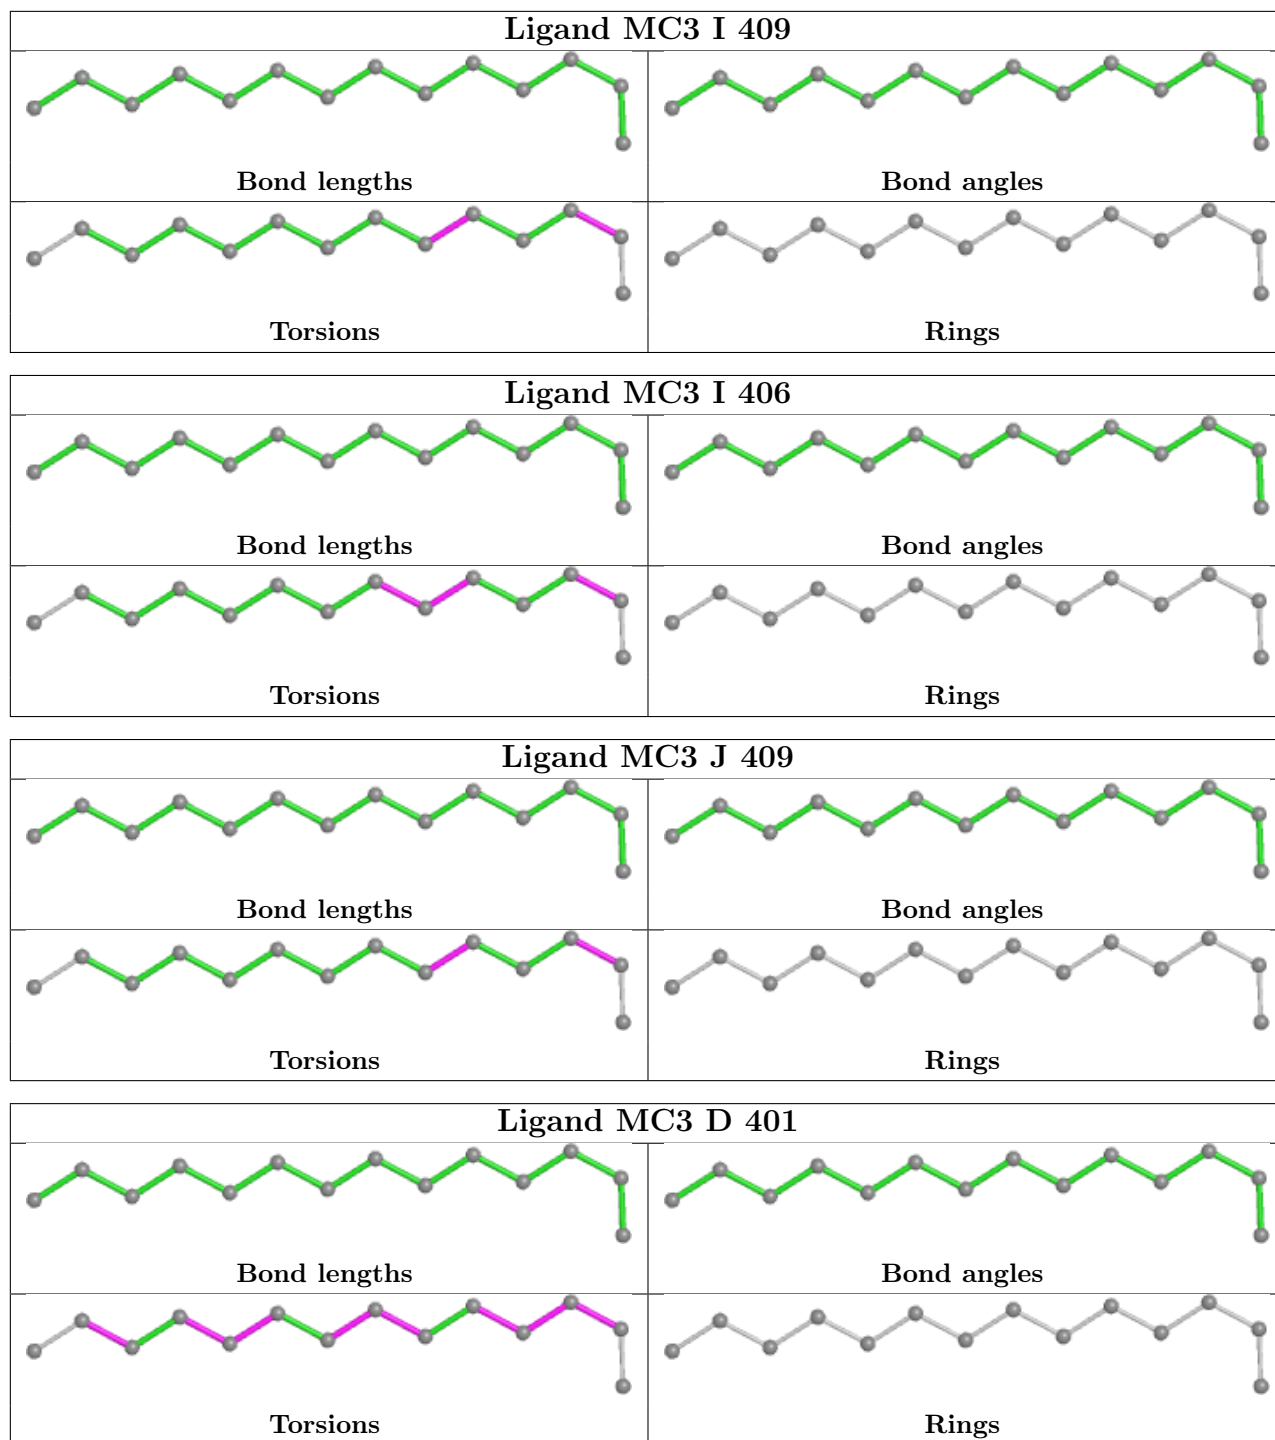 Ligand MC3 I 409
Bond lengths
Bond angles
Torsions
Rings
Ligand MC3 I 406
Bond lengths
Bond angles
Torsions
Rings
Ligand MC3 J 409
Bond lengths
Bond angles
Torsions
Rings
Ligand MC3 D 401
Bond lengths
Bond angles
Torsions
Rings